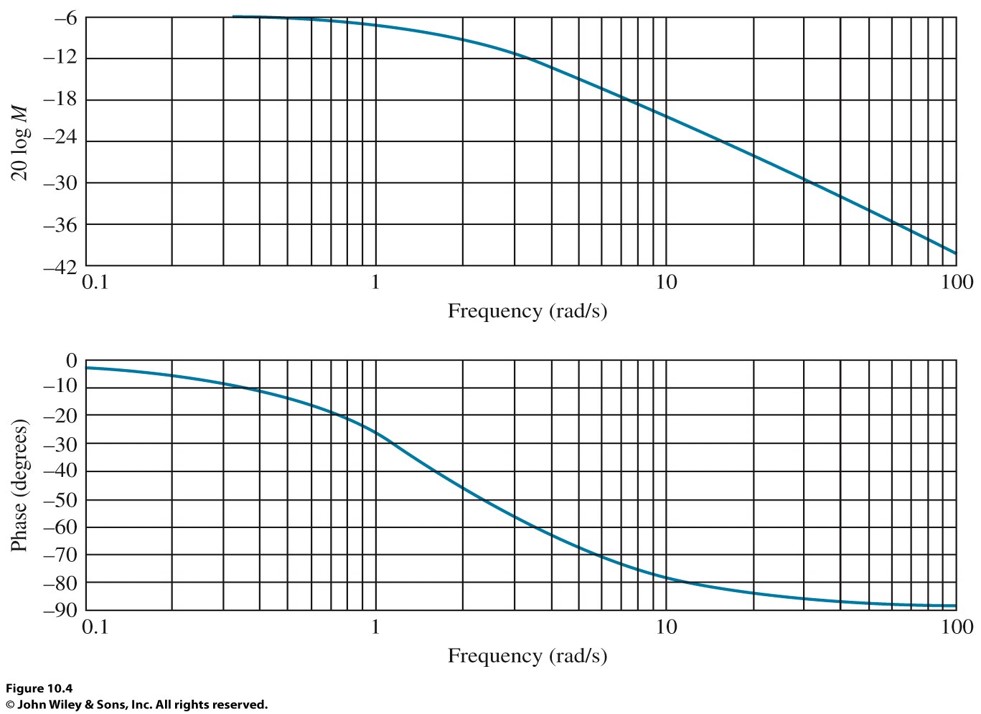 20 log M
–6
–12
–18
–24
–30
–36
–42
0.1 1 10 100
Frequency (rad/s)
Phase (degrees)
0
–10
–20
–30
–40
–50
–60
–70
–80
–90
0.1 1 10 100
Frequency (rad/s)
Figure 10.4
© John Wiley & Sons, Inc. All rights reserved.